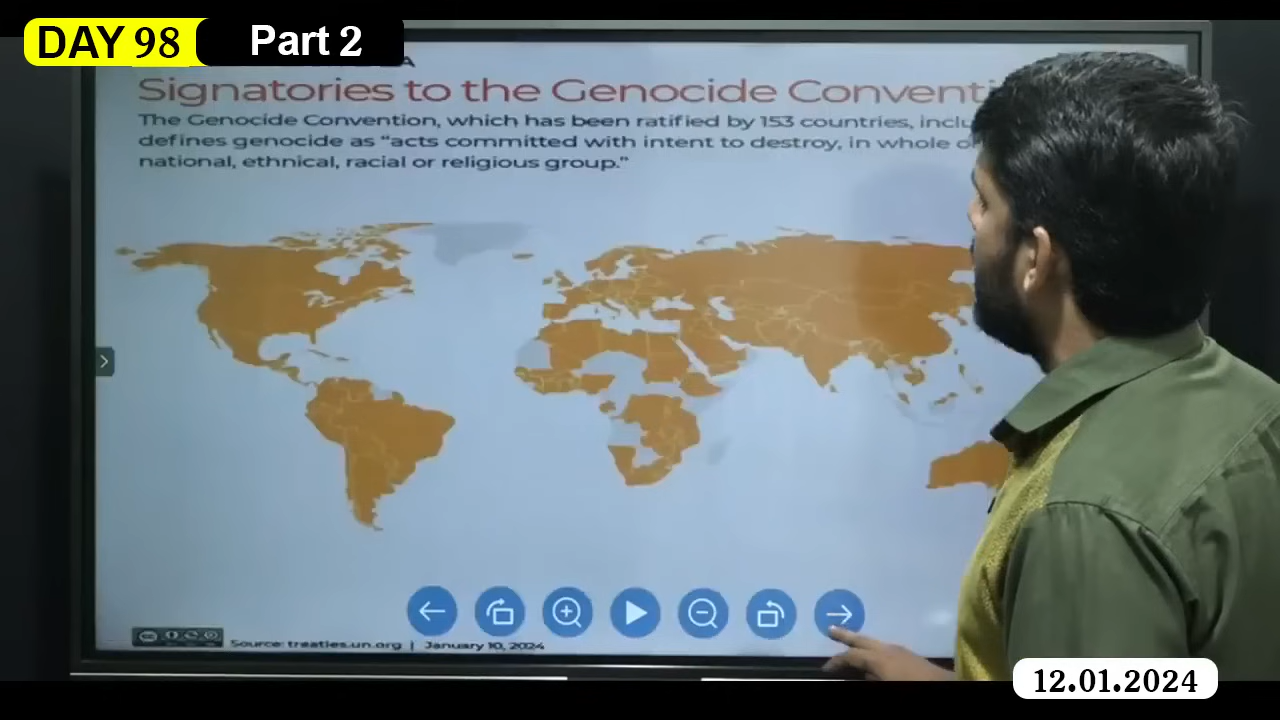 DAY 98 Part 2
Signatories to the Genocide
The Genocide Convention, which has been ratified by 153 countries,
defines genocide as "acts committed with intent to destroy, in whole
national, ethnical, racial or religious group."
Source: treaties.un.org | January 10, 2024
12.01.2024